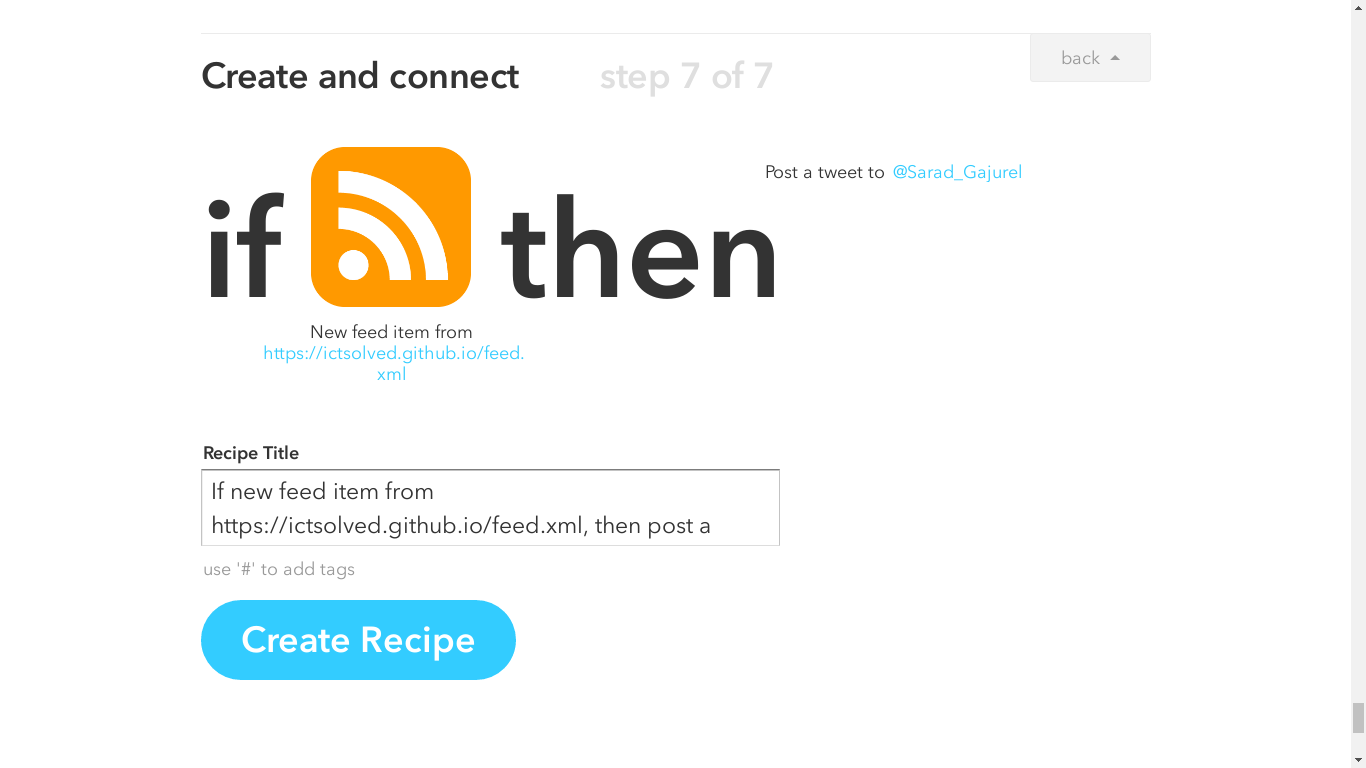 Create and connect
step 7 of 7
back
if
then
Post a tweet to @Sarad_Gajurel
New feed item from
https://ictsolved.github.io/feed.
xml
Recipe Title
If new feed item from
https://ictsolved.github.io/feed.xml, then post a
use '#' to add tags
Create Recipe